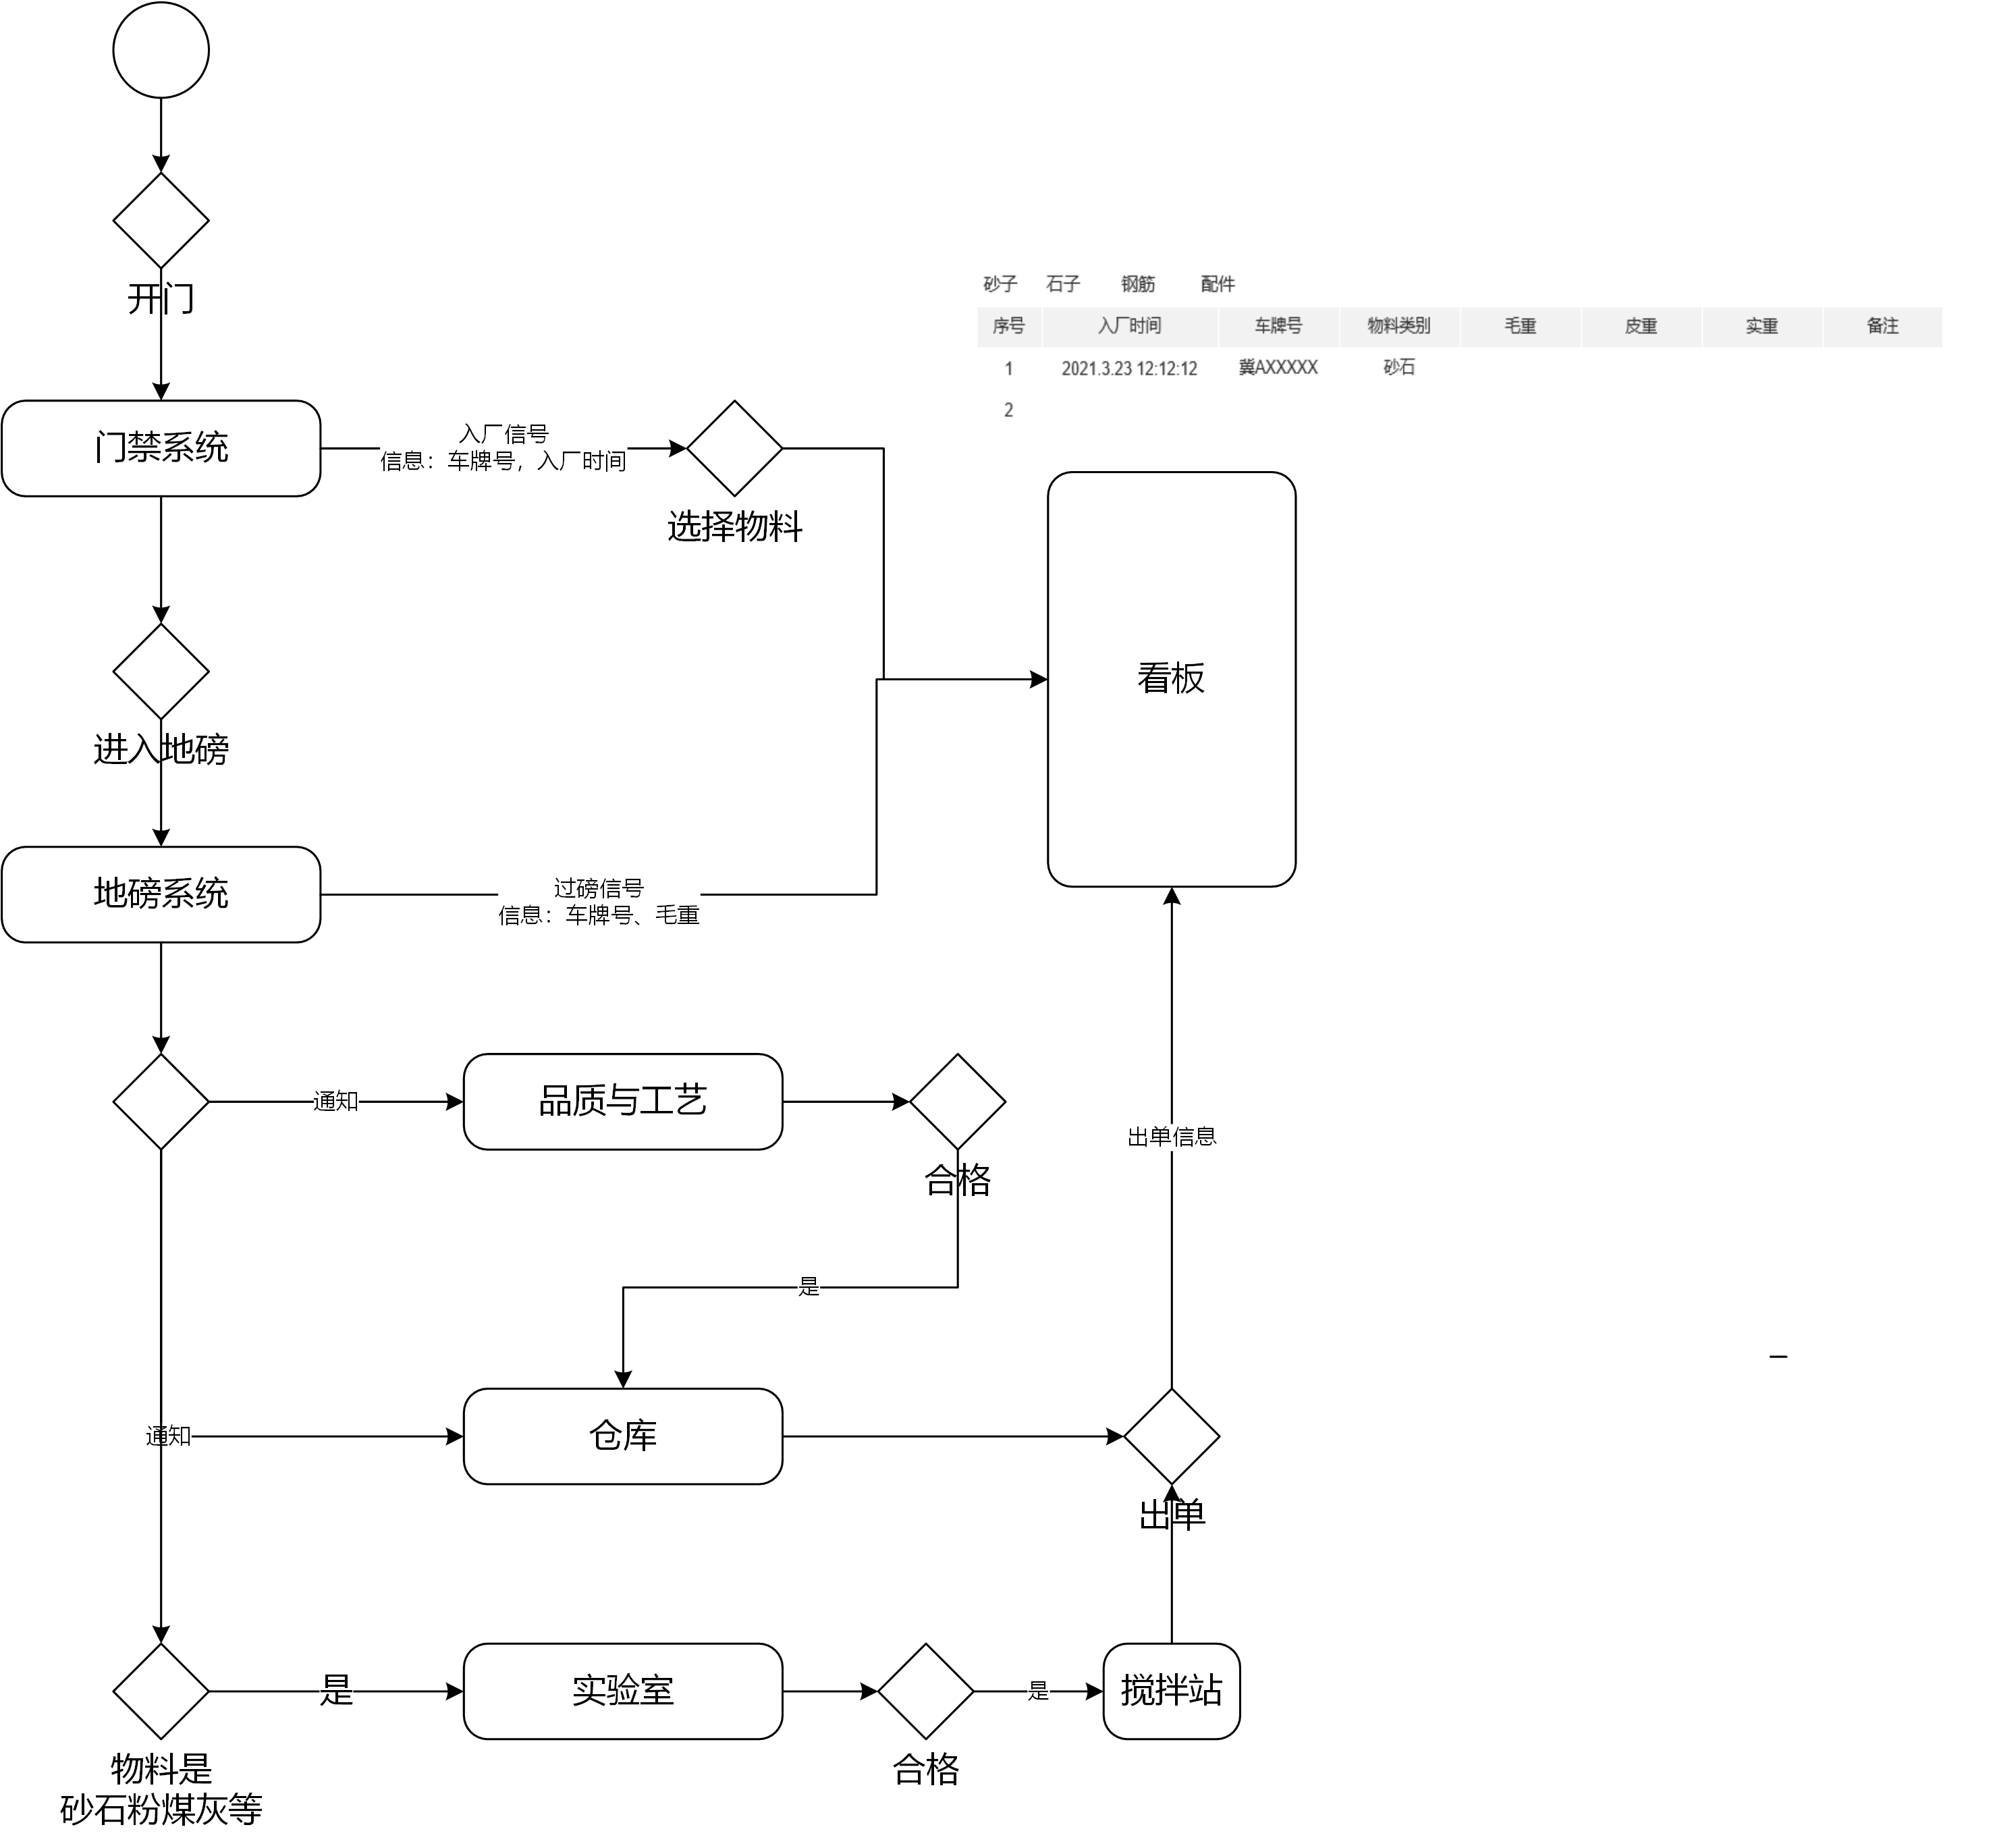 开门
砂子 石子 钢筋 配件
序号 入厂时间 车牌号 物料类别 毛重 皮重 实重 备注
1 2021.3.23 12:12:12 冀AXXXXX 砂石
2
门禁系统
入厂信号
信息：车牌号，入厂时间
选择物料
看板
进入地磅
地磅系统
过磅信号
信息：车牌号、毛重
通知
品质与工艺
合格
出单信息
是
通知
仓库
出单
是
实验室
是
搅拌站
合格
物料是
砂石粉煤灰等